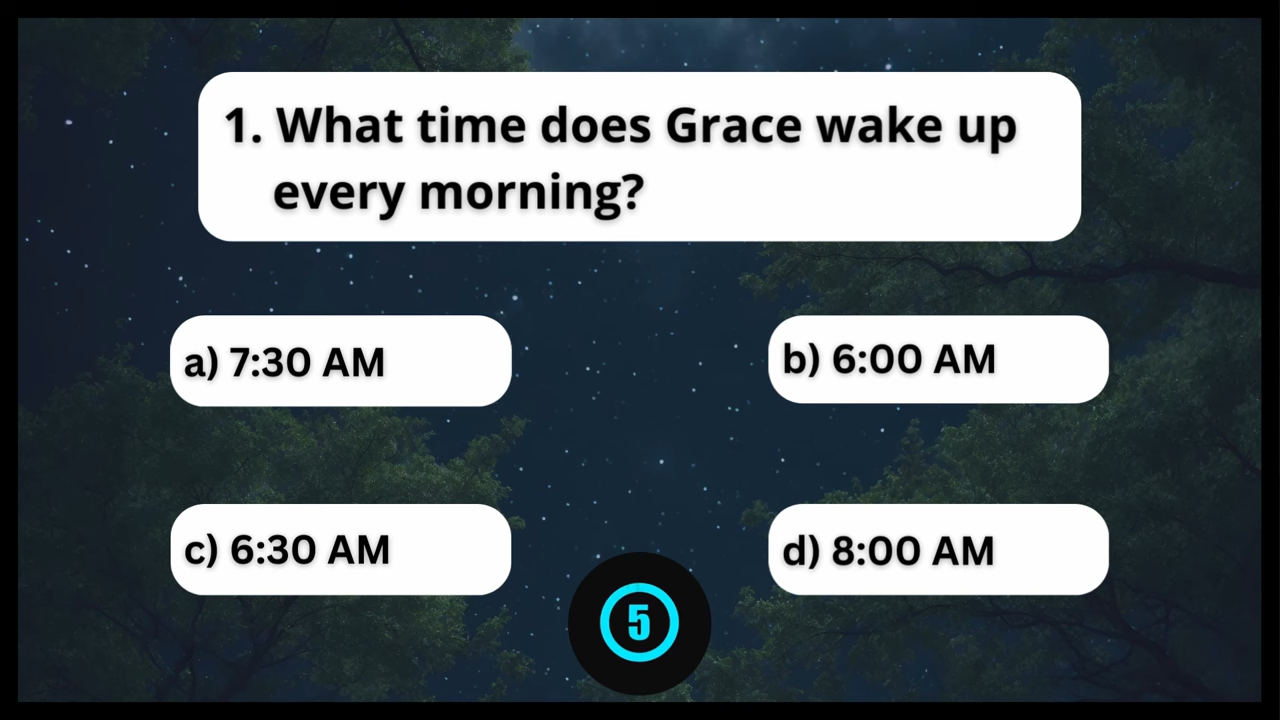 1. What time does Grace wake up
every morning?
a) 7:30 AM
b) 6:00 AM
c) 6:30 AM
d) 8:00 AM
5